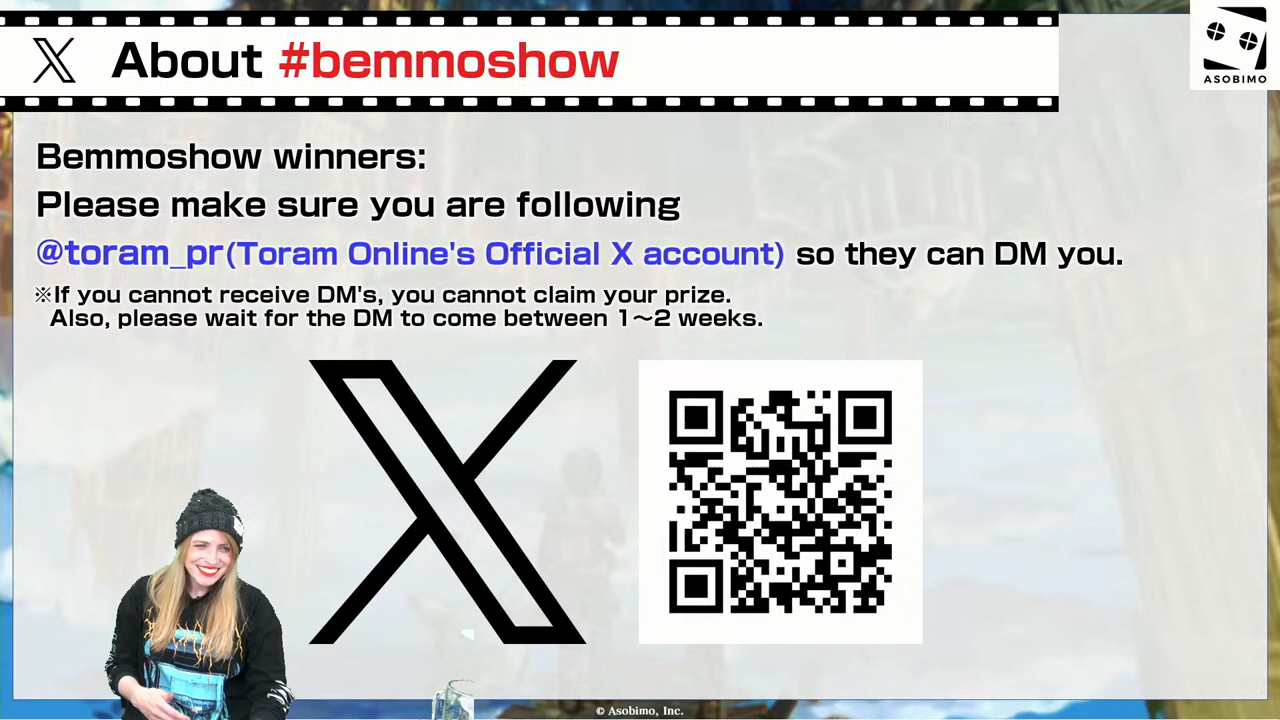 About #bemmoshow
ASOBIMO
Bemmoshow winners:
Please make sure you are following
@toram_pr(Toram Online's Official X account) so they can DM you.
※If you cannot receive DM's, you cannot claim your prize.
Also, please wait for the DM to come between 1～2 weeks.
© Asobimo, Inc.